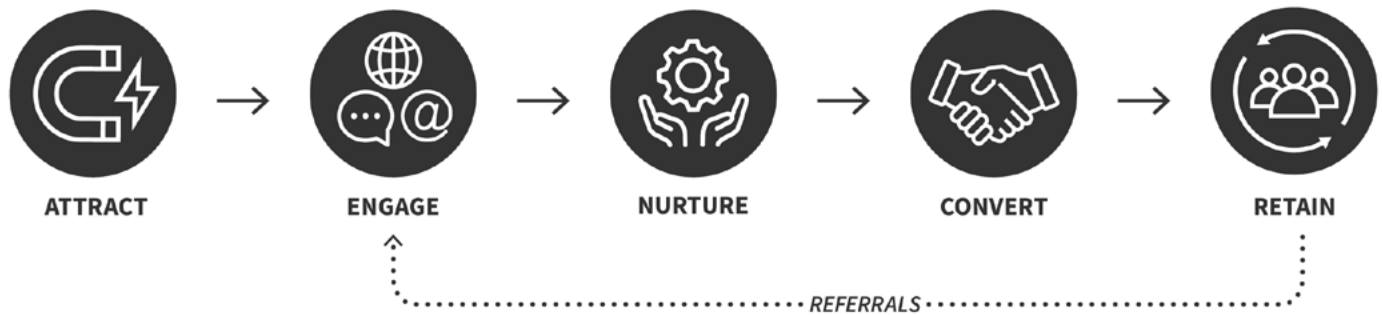 @
ATTRACT
ENGAGE
NURTURE
CONVERT
RETAIN
REFERRALS